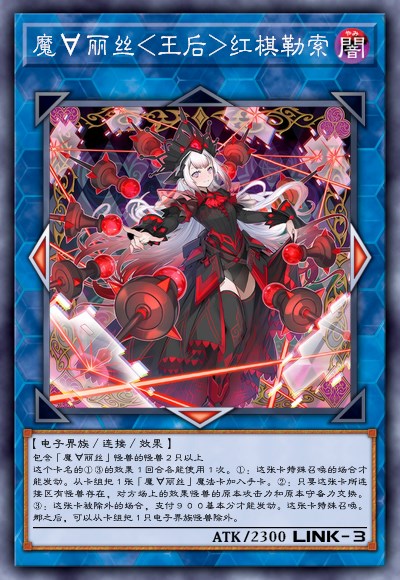 魔∀丽丝<王后>红棋勒索
やみ
闇
【电子界族／连接／效果】
包含「魔∀丽丝」怪兽的怪兽2只以上
这个卡名的①③的效果1回合各能使用1次。①：这张卡特殊召唤的场合才
能发动。从卡组把1张「魔∀丽丝」魔法卡加入手卡。②：只要这张卡所连
接区有怪兽存在，对方场上的效果怪兽的原本攻击力和原本守备力交换。
③：这张卡被除外的场合，支付900基本分才能发动。这张卡特殊召唤。
那之后，可以从卡组把1只电子界族怪兽除外。
ATK/2300 LINK-3